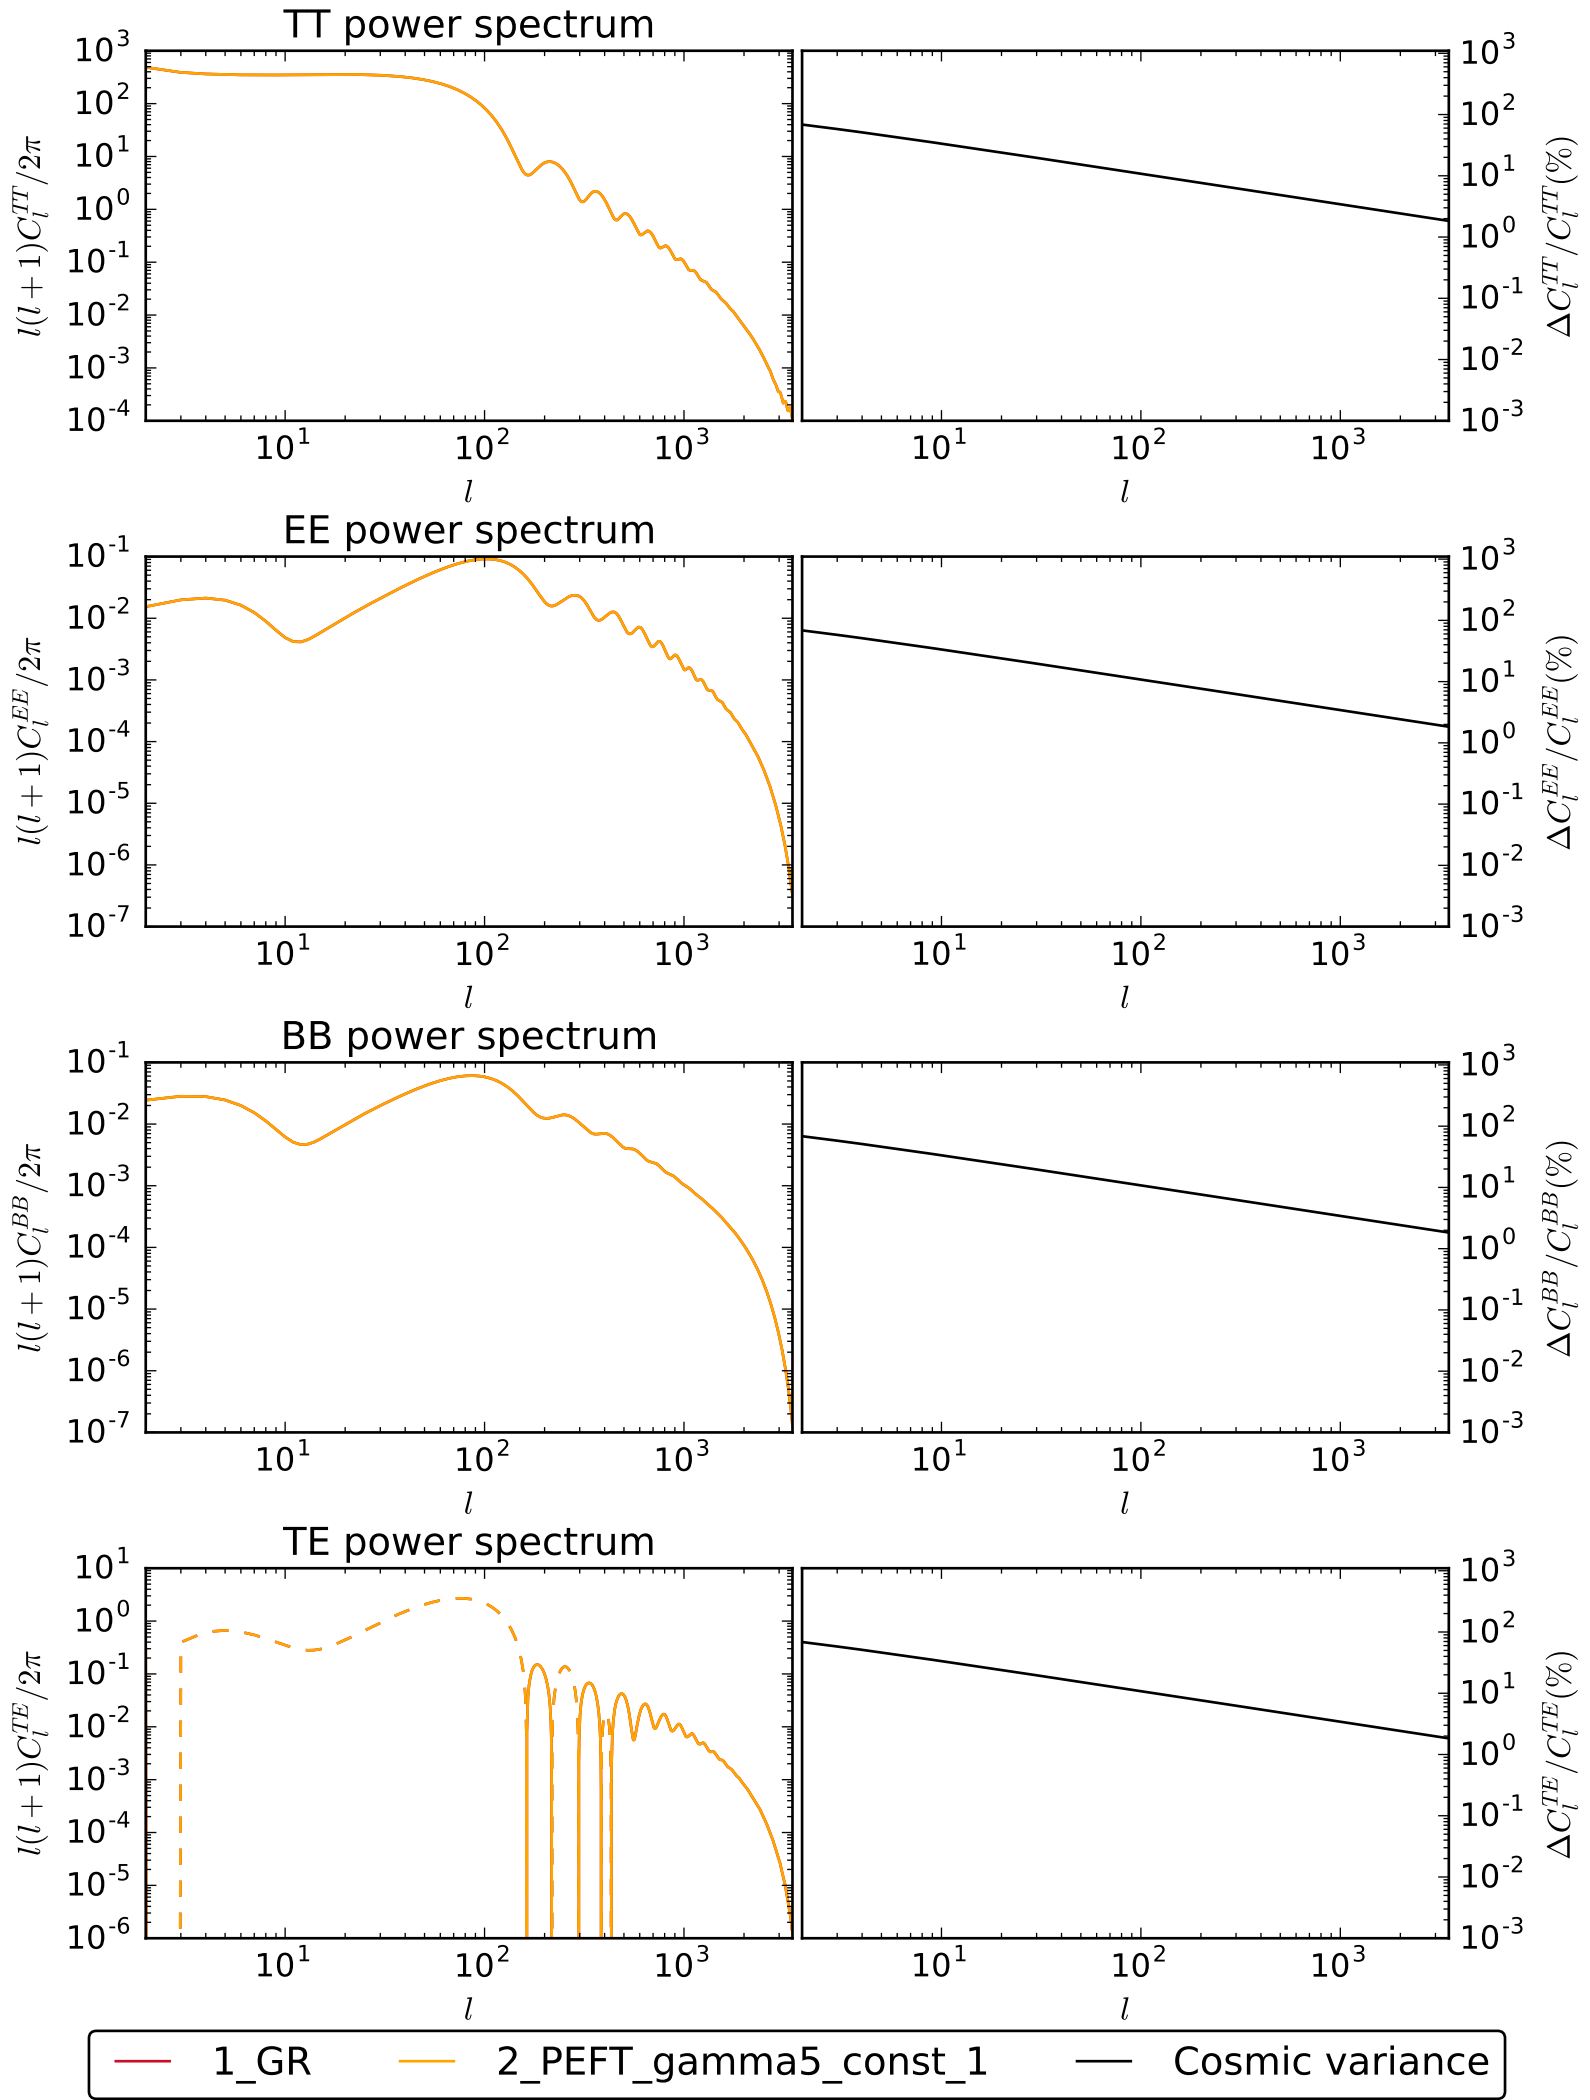 TT power spectrum
l(l+1)C_l^{TT}/2π
10^3
10^2
10^1
10^0
10^-1
10^-2
10^-3
10^-4
10^1 10^2 10^3
l
10^3
10^2
10^1
10^0
10^-1
10^-2
10^-3
ΔC_l^{TT}/C_l^{TT}(%)
10^1 10^2 10^3
l
EE power spectrum
l(l+1)C_l^{EE}/2π
10^-1
10^-2
10^-3
10^-4
10^-5
10^-6
10^-7
10^1 10^2 10^3
l
10^3
10^2
10^1
10^0
10^-1
10^-2
10^-3
ΔC_l^{EE}/C_l^{EE}(%)
10^1 10^2 10^3
l
BB power spectrum
l(l+1)C_l^{BB}/2π
10^-1
10^-2
10^-3
10^-4
10^-5
10^-6
10^-7
10^1 10^2 10^3
l
10^3
10^2
10^1
10^0
10^-1
10^-2
10^-3
ΔC_l^{BB}/C_l^{BB}(%)
10^1 10^2 10^3
l
TE power spectrum
l(l+1)C_l^{TE}/2π
10^1
10^0
10^-1
10^-2
10^-3
10^-4
10^-5
10^-6
10^1 10^2 10^3
l
10^3
10^2
10^1
10^0
10^-1
10^-2
10^-3
ΔC_l^{TE}/C_l^{TE}(%)
10^1 10^2 10^3
l
1_GR 2_PEFT_gamma5_const_1 Cosmic variance